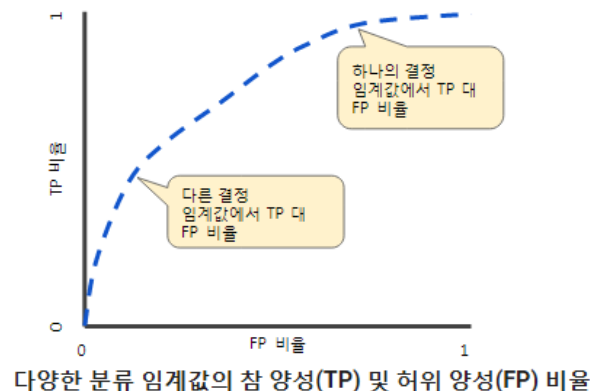 1
하나의 결정
임계값에서 TP 대
FP 비율
TP 비율
다른 결정
임계값에서 TP 대
FP 비율
0
0
FP 비율
1
다양한 분류 임계값의 참 양성(TP) 및 허위 양성(FP) 비율